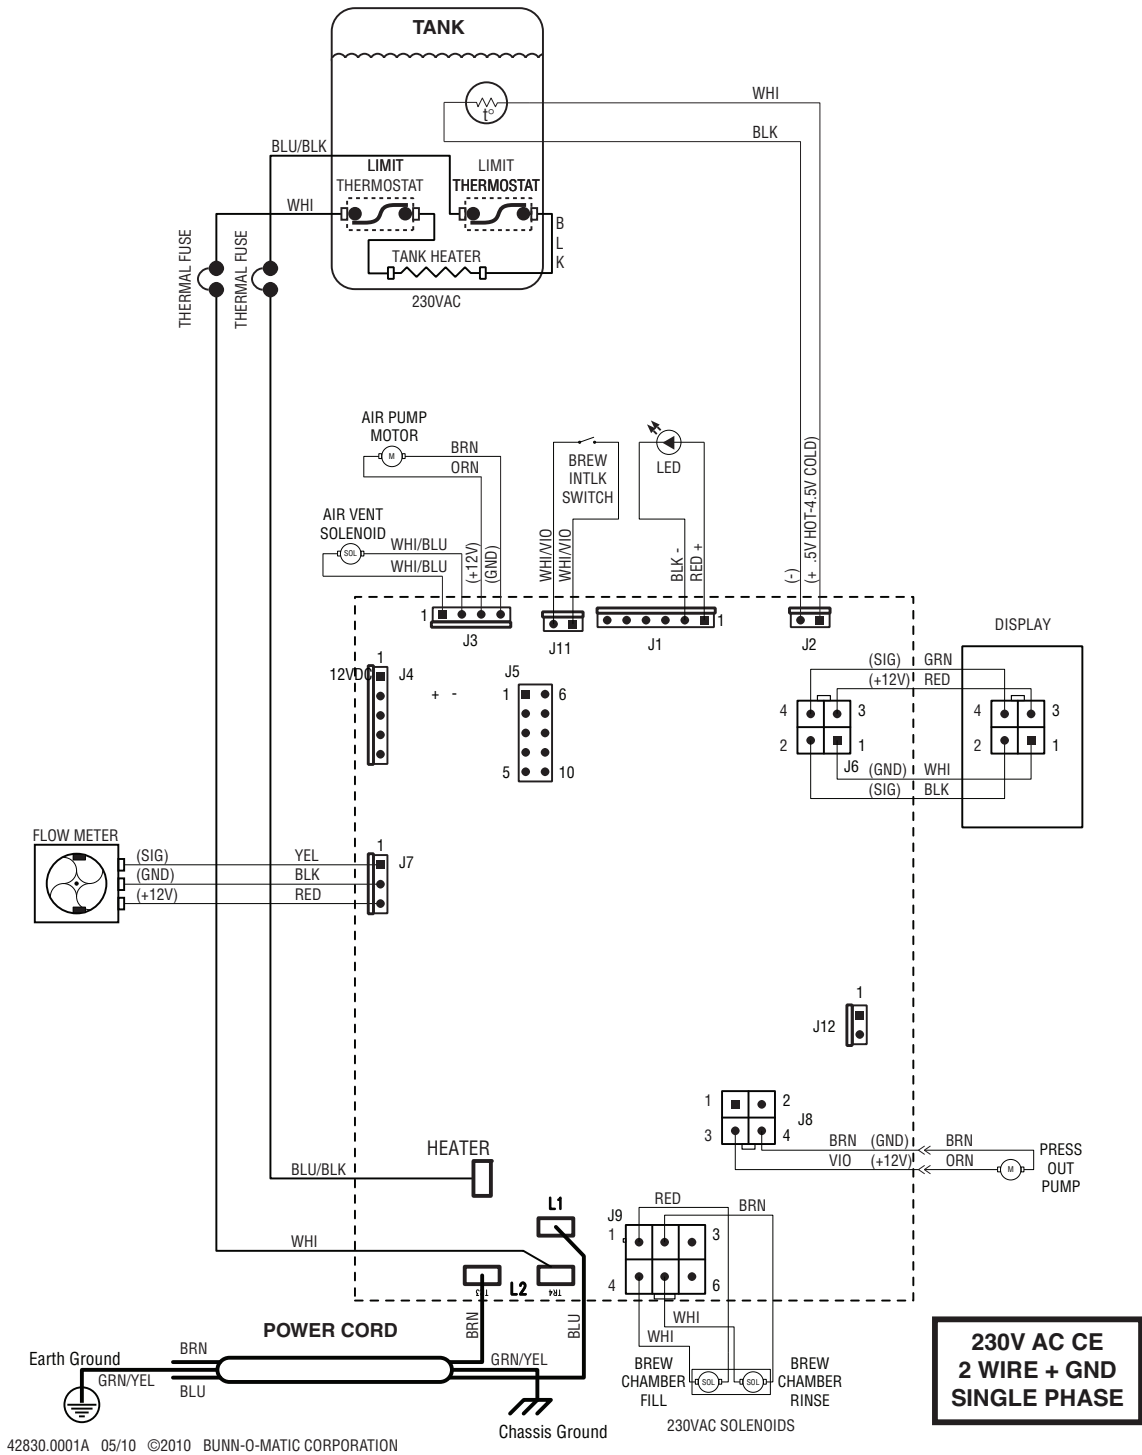 TANK
WHI
t°
BLK
BLU/BLK
LIMIT
THERMOSTAT
LIMIT
THERMOSTAT
WHI
B
L
K
TANK HEATER
THERMAL FUSE
THERMAL FUSE
230VAC
AIR PUMP
MOTOR
M
BRN
ORN
BREW
INTLK
SWITCH
LED
AIR VENT
SOLENOID
SOL
WHI/BLU
WHI/BLU
(+12V)
(GND)
WHI/VIO
WHI/VIO
BLK -
RED +
(-)
(+ .5V HOT-4.5V COLD)
1
J3
J11
J1
1
J2
DISPLAY
1
12VDC
J4
+ -
J5
1
6
5
10
(SIG) GRN
(+12V) RED
4
3
2
1
J6
4
3
2
1
(GND) WHI
(SIG) BLK
FLOW METER
(SIG) YEL
(GND) BLK
(+12V) RED
1
J7
1
J12
1
2
3
4
J8
BRN (GND) BRN
VIO (+12V) ORN
M
PRESS
OUT
PUMP
HEATER
BLU/BLK
L1
WHI
TR3
L2
TR4
J9
1
3
4
6
RED
BRN
WHI
WHI
BRN
BLU
POWER CORD
BRN
Earth Ground
GRN/YEL
BLU
GRN/YEL
Chassis Ground
BREW
CHAMBER
FILL
SOL
SOL
BREW
CHAMBER
RINSE
230VAC SOLENOIDS
230V AC CE
2 WIRE + GND
SINGLE PHASE
42830.0001A 05/10 ©2010 BUNN-O-MATIC CORPORATION